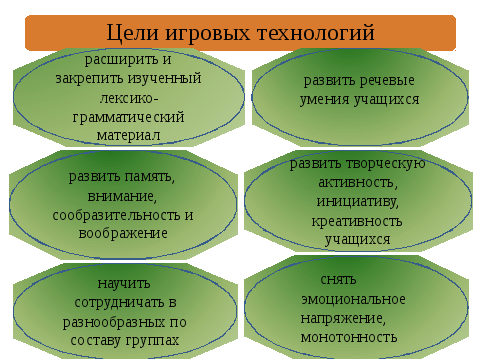 Цели игровых технологий
расширить и
закрепить изученный
лексико-
грамматический
материал
развить речевые
умения учащихся
развить память,
внимание,
сообразительность и
воображение
развить творческую
активность,
инициативу,
креативность
учащихся
научить
сотрудничать в
разнообразных по
составу группах
снять
эмоциональное
напряжение,
монотонность